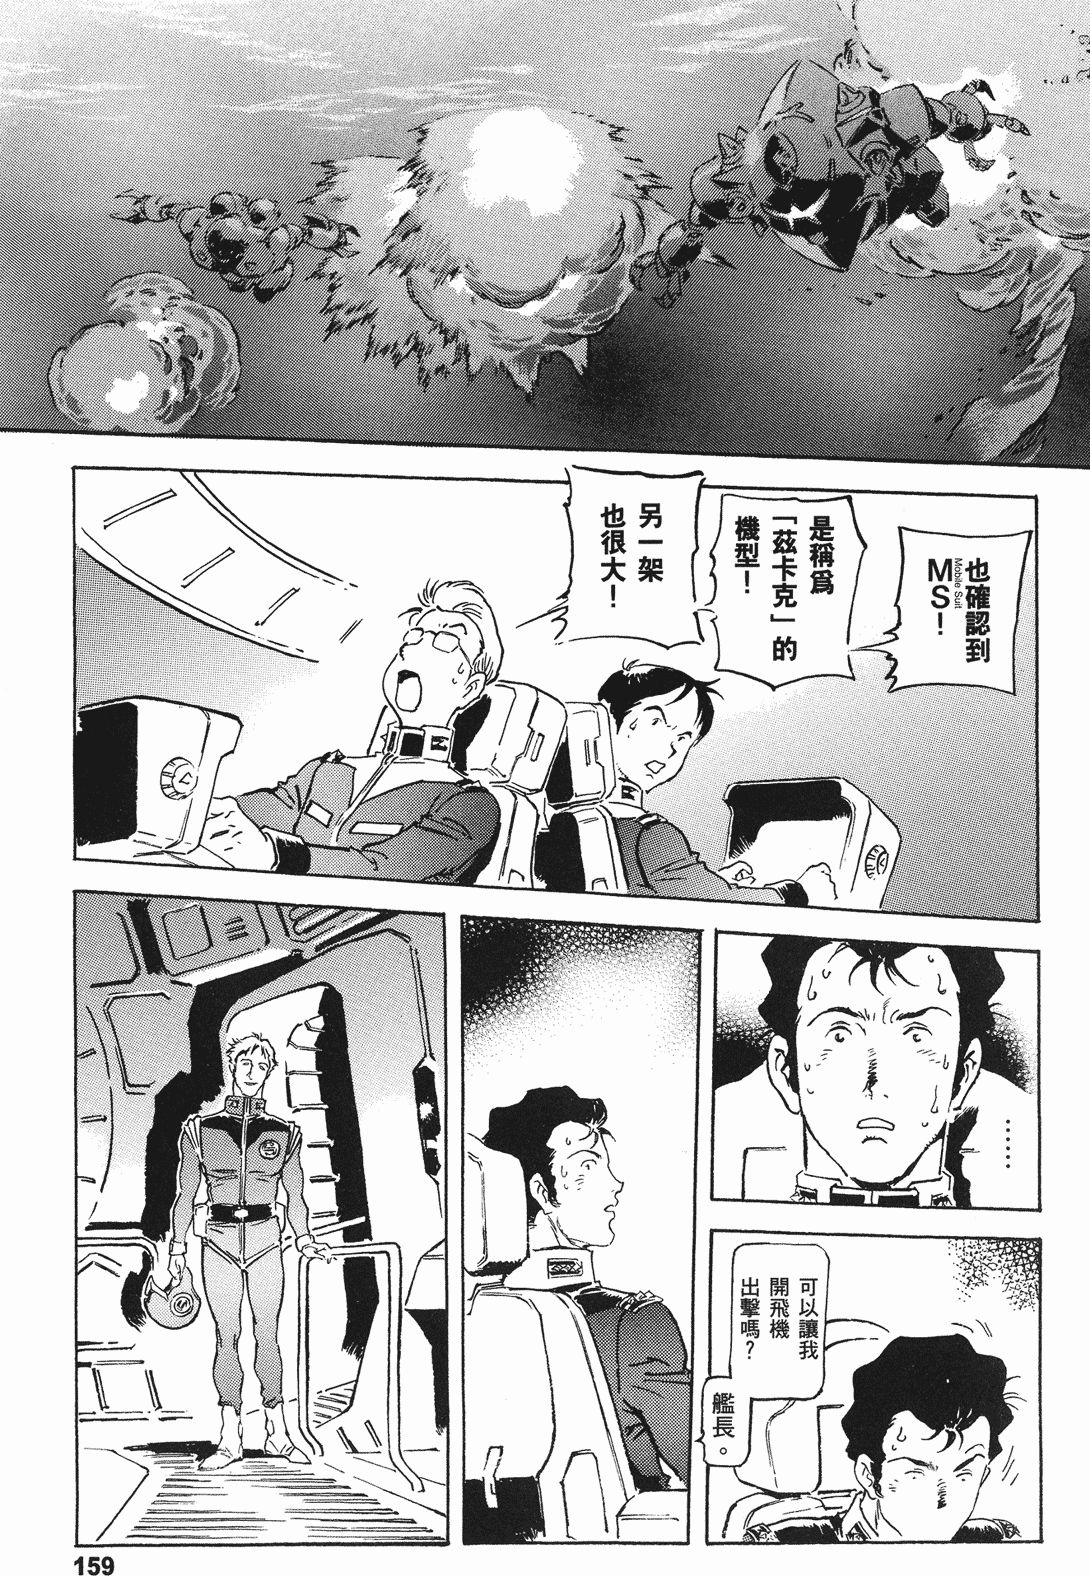 也確認到
MS！
Mobile Suit
是稱爲
「茲卡克」的
機型！
另一架
也很大！
……
可以讓我
開飛機
出擊嗎？
艦長。
159